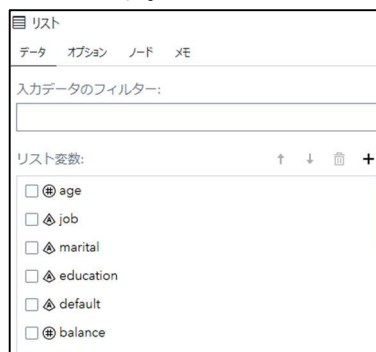 リスト
データ オプション ノード メモ
入力データのフィルター:
リスト変数:
age
job
marital
education
default
balance